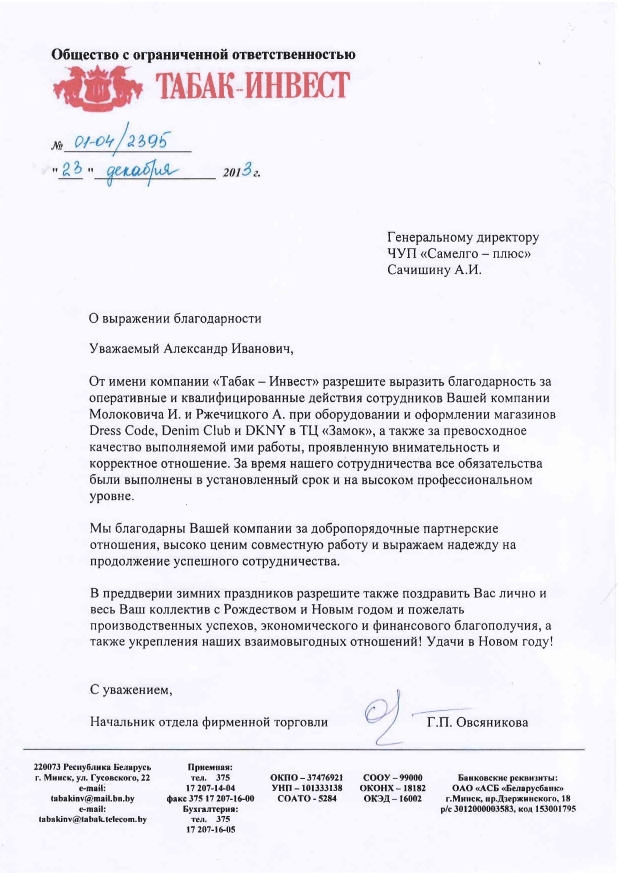 Общество с ограниченной ответственностью
ТАБАК-ИНВЕСТ
№ 01-04/2395
"23" декабря 2013 г.
Генеральному директору
ЧУП «Самелго – плюс»
Сачишину А.И.
О выражении благодарности
Уважаемый Александр Иванович,
От имени компании «Табак – Инвест» разрешите выразить благодарность за
оперативные и квалифицированные действия сотрудников Вашей компании
Молоковича И. и Ржечицкого А. при оборудовании и оформлении магазинов
Dress Code, Denim Club и DKNY в ТЦ «Замок», а также за превосходное
качество выполняемой ими работы, проявленную внимательность и
корректное отношение. За время нашего сотрудничества все обязательства
были выполнены в установленный срок и на высоком профессиональном
уровне.
Мы благодарны Вашей компании за добропорядочные партнерские
отношения, высоко ценим совместную работу и выражаем надежду на
продолжение успешного сотрудничества.
В преддверии зимних праздников разрешите также поздравить Вас лично и
весь Ваш коллектив с Рождеством и Новым годом и пожелать
производственных успехов, экономического и финансового благополучия, а
также укрепления наших взаимовыгодных отношений! Удачи в Новом году!
С уважением,
Начальник отдела фирменной торговли Г.П. Овсяникова
220073 Республика Беларусь
г. Минск, ул. Гусовского, 22
e-mail:
tabakinv@mail.bn.by
e-mail:
tabakinv@tabak.telecom.by
Приемная:
тел. 375
17 207-14-04
факс 375 17 207-16-00
Бухгалтерия:
тел. 375
17 207-16-05
ОКПО – 37476921
УНП – 101333138
СОАТО - 5284
СООУ – 99000
ОКОНХ – 18182
ОКЭД – 16002
Банковские реквизиты:
ОАО «АСБ «Беларусбанк»
г.Минск, пр.Дзержинского, 18
р/с 3012000003583, код 153001795